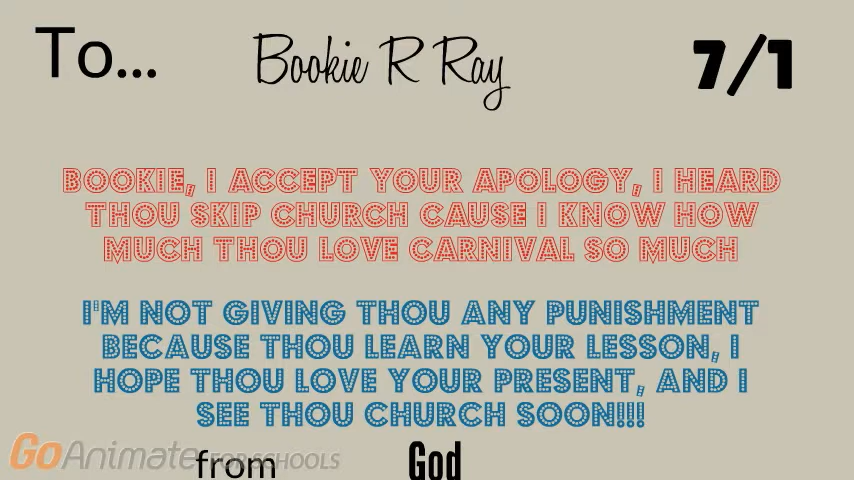 To... Bookie R Ray 7/1
BOOKIE, I ACCEPT YOUR APOLOGY, I HEARD
THOU SKIP CHURCH CAUSE I KNOW HOW
MUCH THOU LOVE CARNIVAL SO MUCH
I'M NOT GIVING THOU ANY PUNISHMENT
BECAUSE THOU LEARN YOUR LESSON, I
HOPE THOU LOVE YOUR PRESENT, AND I
SEE THOU CHURCH SOON!!!
GoAnimate FOR SCHOOLS
from God